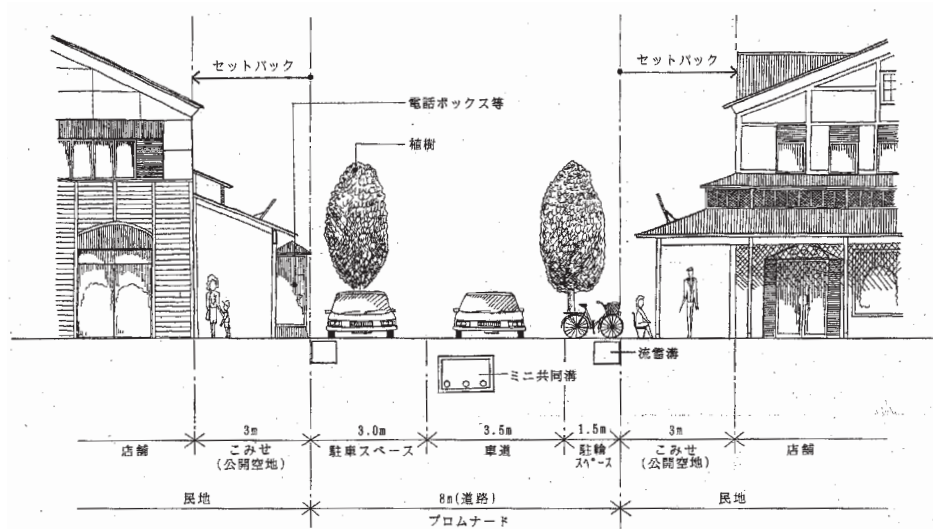 セットバック
セットバック
電話ボックス等
植樹
流雪溝
ミニ共同溝
3m
3.0m
3.5m
1.5m
3m
店舗
こみせ
(公開空地)
駐車スペース
車道
駐輪
スペース
こみせ
(公開空地)
店舗
民地
8m(道路)
民地
プロムナード